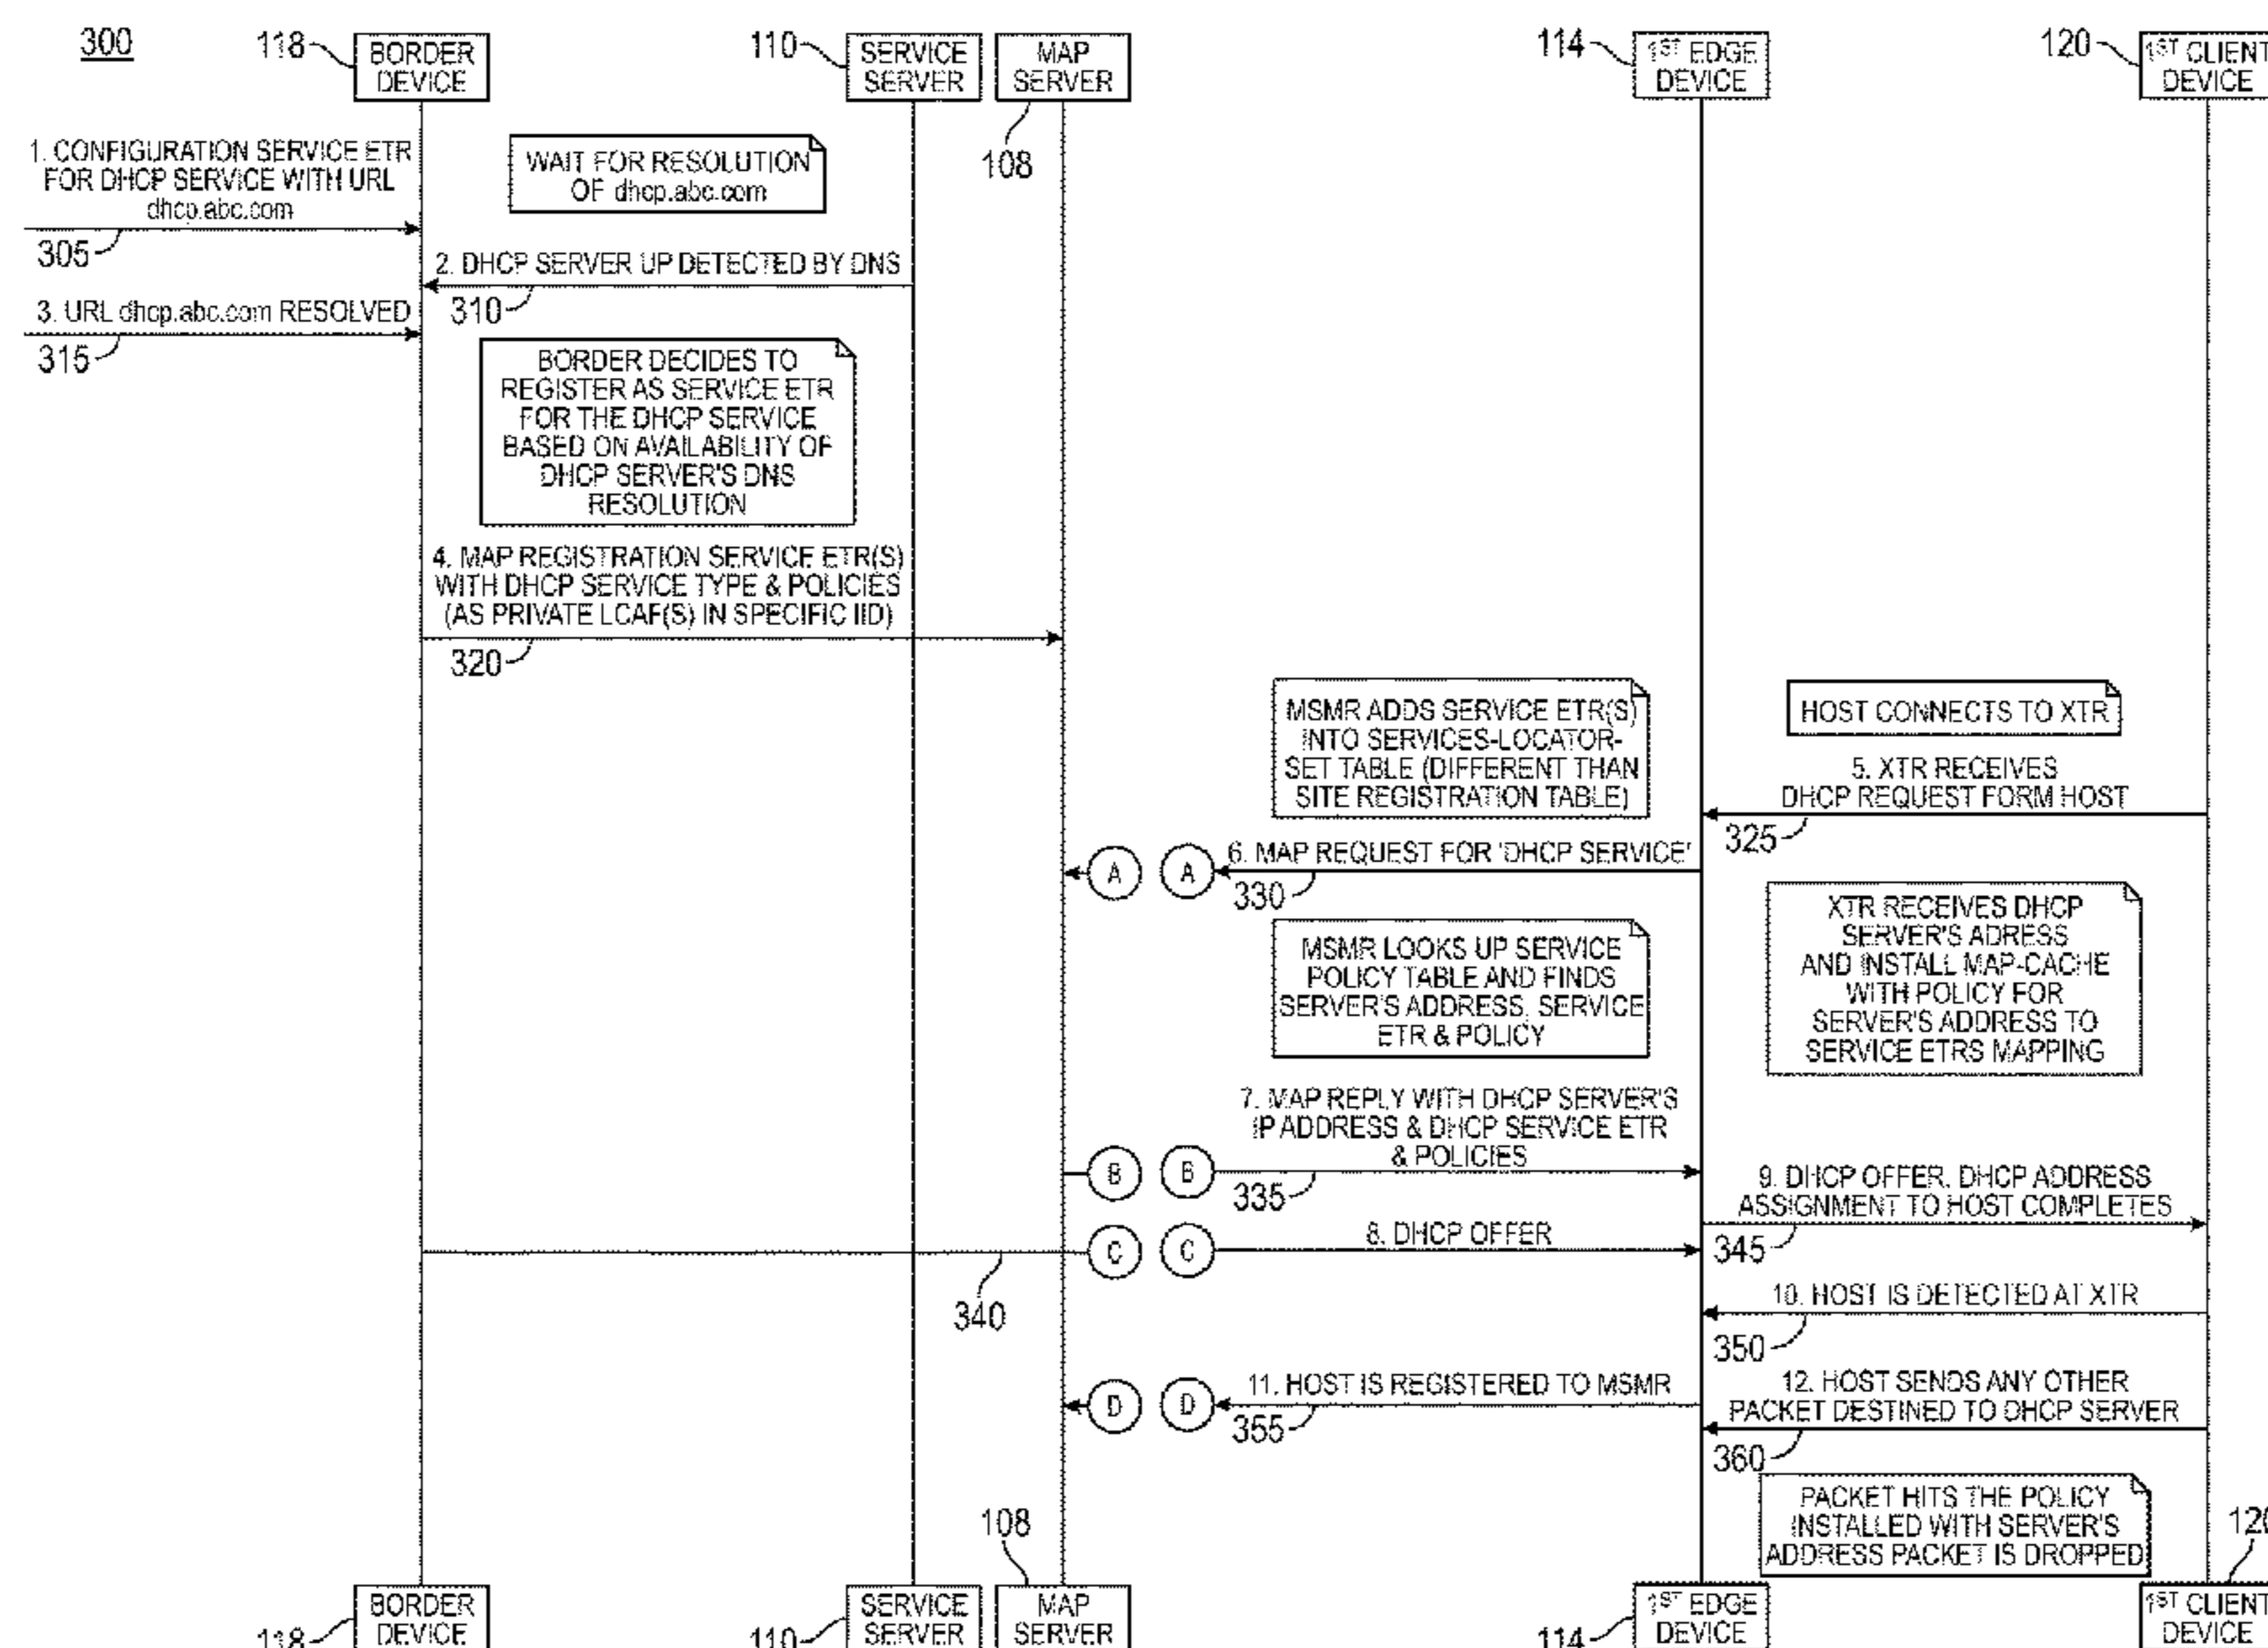 300
118
BORDER
DEVICE
110
SERVICE
SERVER
MAP
SERVER
108
114
1ST EDGE
DEVICE
120
1ST CLIENT
DEVICE
1. CONFIGURATION SERVICE ETR
FOR DHCP SERVICE WITH URL
dhcp.abc.com
305
WAIT FOR RESOLUTION
OF dhcp.abc.com
2. DHCP SERVER UP DETECTED BY DNS
310
3. URL dhcp.abc.com RESOLVED
315
BORDER DECIDES TO
REGISTER AS SERVICE ETR
FOR THE DHCP SERVICE
BASED ON AVAILABILITY OF
DHCP SERVER'S DNS
RESOLUTION
4. MAP REGISTRATION SERVICE ETR(S)
WITH DHCP SERVICE TYPE & POLICIES
(AS PRIVATE LCAF(S) IN SPECIFIC IID)
320
MSMR ADDS SERVICE ETR(S)
INTO SERVICES-LOCATOR-
SET TABLE (DIFFERENT THAN
SITE REGISTRATION TABLE)
HOST CONNECTS TO XTR
5. XTR RECEIVES
DHCP REQUEST FORM HOST
325
A
A
6. MAP REQUEST FOR 'DHCP SERVICE'
330
MSMR LOOKS UP SERVICE
POLICY TABLE AND FINDS
SERVER'S ADDRESS, SERVICE
ETR & POLICY
XTR RECEIVES DHCP
SERVER'S ADRESS
AND INSTALL MAP-CACHE
WITH POLICY FOR
SERVER'S ADDRESS TO
SERVICE ETRS MAPPING
7. MAP REPLY WITH DHCP SERVER'S
IP ADDRESS & DHCP SERVICE ETR
& POLICIES
B
B
335
9. DHCP OFFER, DHCP ADDRESS
ASSIGNMENT TO HOST COMPLETES
345
C
C
8. DHCP OFFER
340
10. HOST IS DETECTED AT XTR
350
D
D
11. HOST IS REGISTERED TO MSMR
355
12. HOST SENDS ANY OTHER
PACKET DESTINED TO DHCP SERVER
360
PACKET HITS THE POLICY
INSTALLED WITH SERVER'S
ADDRESS PACKET IS DROPPED
118
BORDER
DEVICE
110
SERVICE
SERVER
108
MAP
SERVER
114
1ST EDGE
DEVICE
120
1ST CLIENT
DEVICE